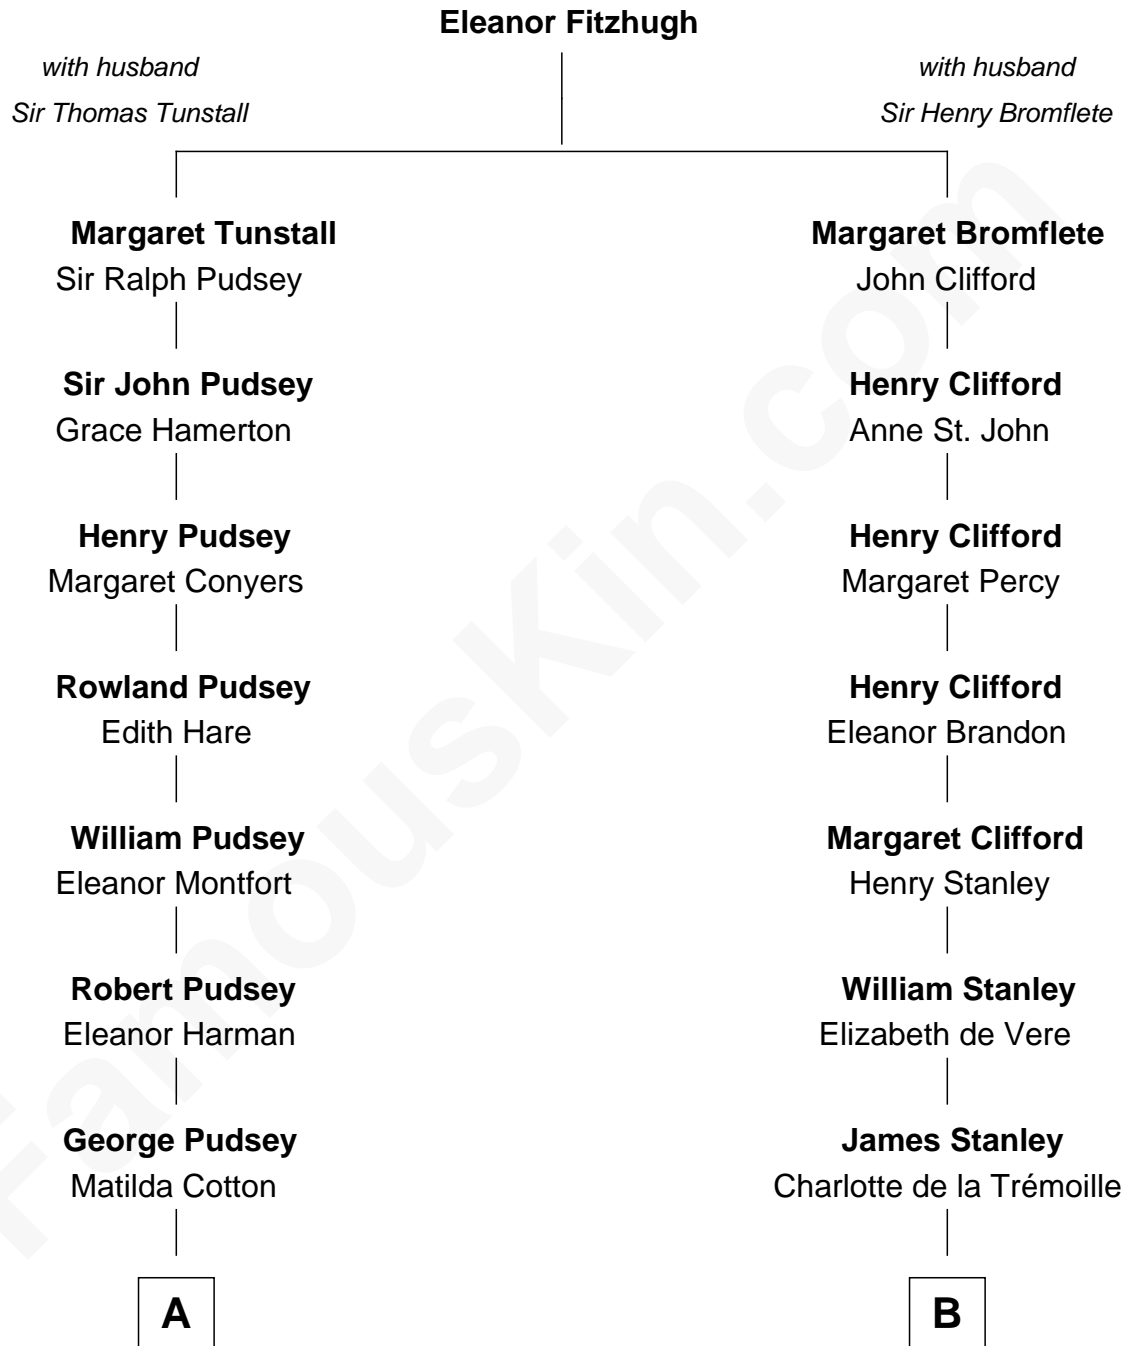 Eleanor Fitzhugh
with husband
Sir Thomas Tunstall
with husband
Sir Henry Bromflete
Margaret Tunstall
Sir Ralph Pudsey
Margaret Bromflete
John Clifford
Sir John Pudsey
Grace Hamerton
Henry Clifford
Anne St. John
Henry Pudsey
Margaret Conyers
Henry Clifford
Margaret Percy
Rowland Pudsey
Edith Hare
Henry Clifford
Eleanor Brandon
William Pudsey
Eleanor Montfort
Margaret Clifford
Henry Stanley
Robert Pudsey
Eleanor Harman
William Stanley
Elizabeth de Vere
George Pudsey
Matilda Cotton
James Stanley
Charlotte de la Trémoille
A
B
FamousKin.com